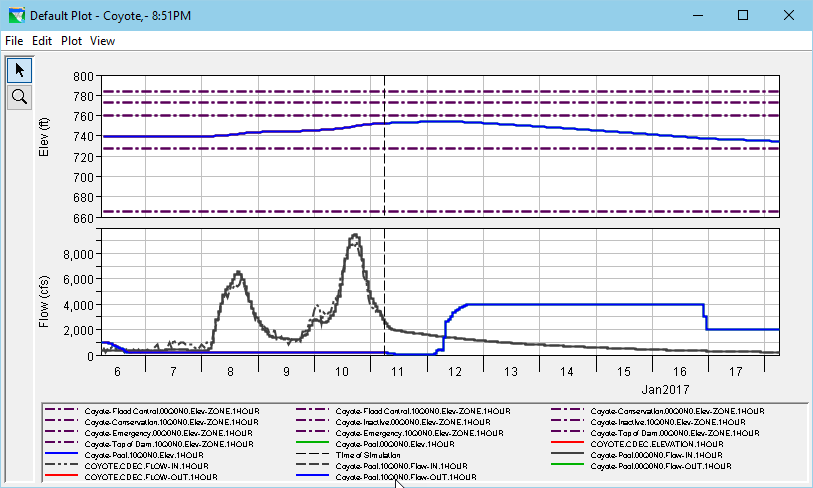 Default Plot - Coyote,- 8:51PM
File Edit Plot View
800
780
760
740
720
700
680
660
Elev (ft)
8,000
6,000
4,000
2,000
0
Flow (cfs)
6 7 8 9 10 11 12 13 14 15 16 17
Jan2017
Coyote-Flood Control.00Q0N0.Elev-ZONE.1HOUR Coyote-Flood Control.10Q0N0.Elev-ZONE.1HOUR Coyote-Conservation.00Q0N0.Elev-ZONE.1HOUR
Coyote-Conservation.10Q0N0.Elev-ZONE.1HOUR Coyote-Inactive.00Q0N0.Elev-ZONE.1HOUR Coyote-Inactive.10Q0N0.Elev-ZONE.1HOUR
Coyote-Emergency.00Q0N0.Elev-ZONE.1HOUR Coyote-Emergency.10Q0N0.Elev-ZONE.1HOUR Coyote-Top of Dam.00Q0N0.Elev-ZONE.1HOUR
Coyote-Top of Dam.10Q0N0.Elev-ZONE.1HOUR Coyote-Pool.00Q0N0.Elev.1HOUR COYOTE.CDEC.ELEVATION.1HOUR
Coyote-Pool.10Q0N0.Elev.1HOUR Time of Simulation Coyote-Pool.00Q0N0.Flow-IN.1HOUR
COYOTE.CDEC.FLOW-IN.1HOUR Coyote-Pool.10Q0N0.Flow-IN.1HOUR Coyote-Pool.00Q0N0.Flow-OUT.1HOUR
COYOTE.CDEC.FLOW-OUT.1HOUR Coyote-Pool.10Q0N0.Flow-OUT.1HOUR